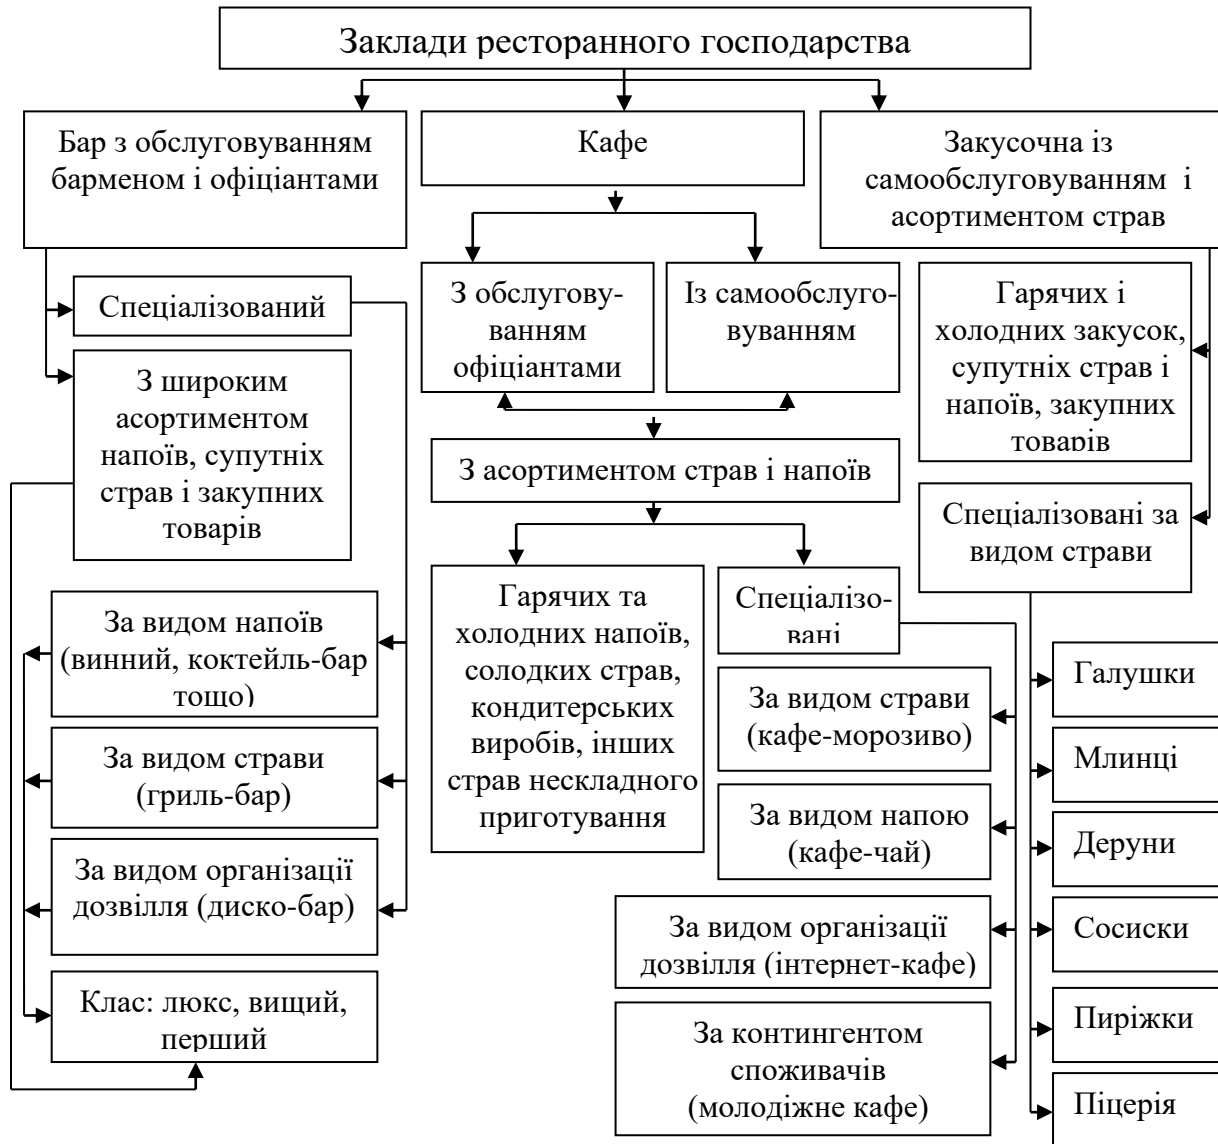 Заклади ресторанного господарства
Бар з обслуговуванням
барменом і офіціантами
Кафе
Закусочна із
самообслуговуванням і
асортиментом страв
Спеціалізований
З широким
асортиментом
напоїв, супутніх
страв і закупних
товарів
З обслугову-
ванням
офіціантами
Із самообслуго-
вуванням
Гарячих і
холодних закусок,
супутніх страв і
напоїв, закупних
товарів
З асортиментом страв і напоїв
Спеціалізовані за
видом страви
За видом напоїв
(винний, коктейль-бар
тощо)
За видом страви
(гриль-бар)
За видом організації
дозвілля (диско-бар)
Клас: люкс, вищий,
перший
Гарячих та
холодних напоїв,
солодких страв,
кондитерських
виробів, інших
страв нескладного
приготування
Спеціалізо-
вані
За видом страви
(кафе-морозиво)
За видом напою
(кафе-чай)
За видом організації
дозвілля (інтернет-кафе)
За контингентом
споживачів
(молодіжне кафе)
Галушки
Млинці
Деруни
Сосиски
Пиріжки
Піцерія